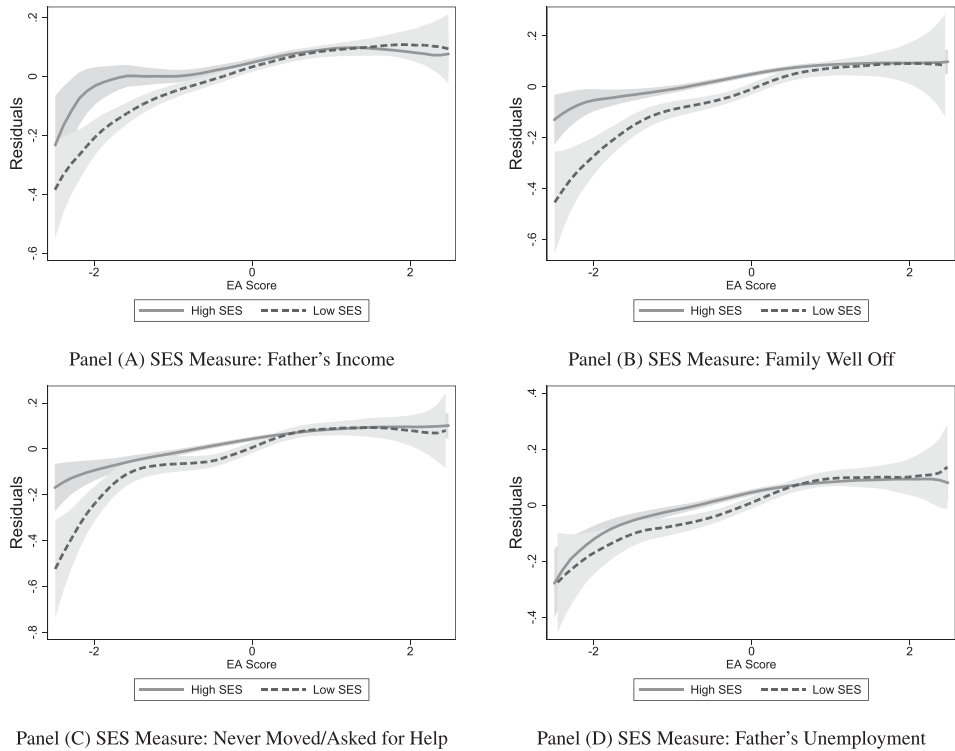 .2
0
-.2
-.4
-.6
Residuals
-2
0
2
EA Score
High SES
Low SES
Panel (A) SES Measure: Father's Income
.2
0
-.2
-.4
-.6
Residuals
-2
0
2
EA Score
High SES
Low SES
Panel (B) SES Measure: Family Well Off
.2
0
-.2
-.4
-.6
-.8
Residuals
-2
0
2
EA Score
High SES
Low SES
Panel (C) SES Measure: Never Moved/Asked for Help
.4
.2
0
-.2
-.4
Residuals
-2
0
2
EA Score
High SES
Low SES
Panel (D) SES Measure: Father's Unemployment